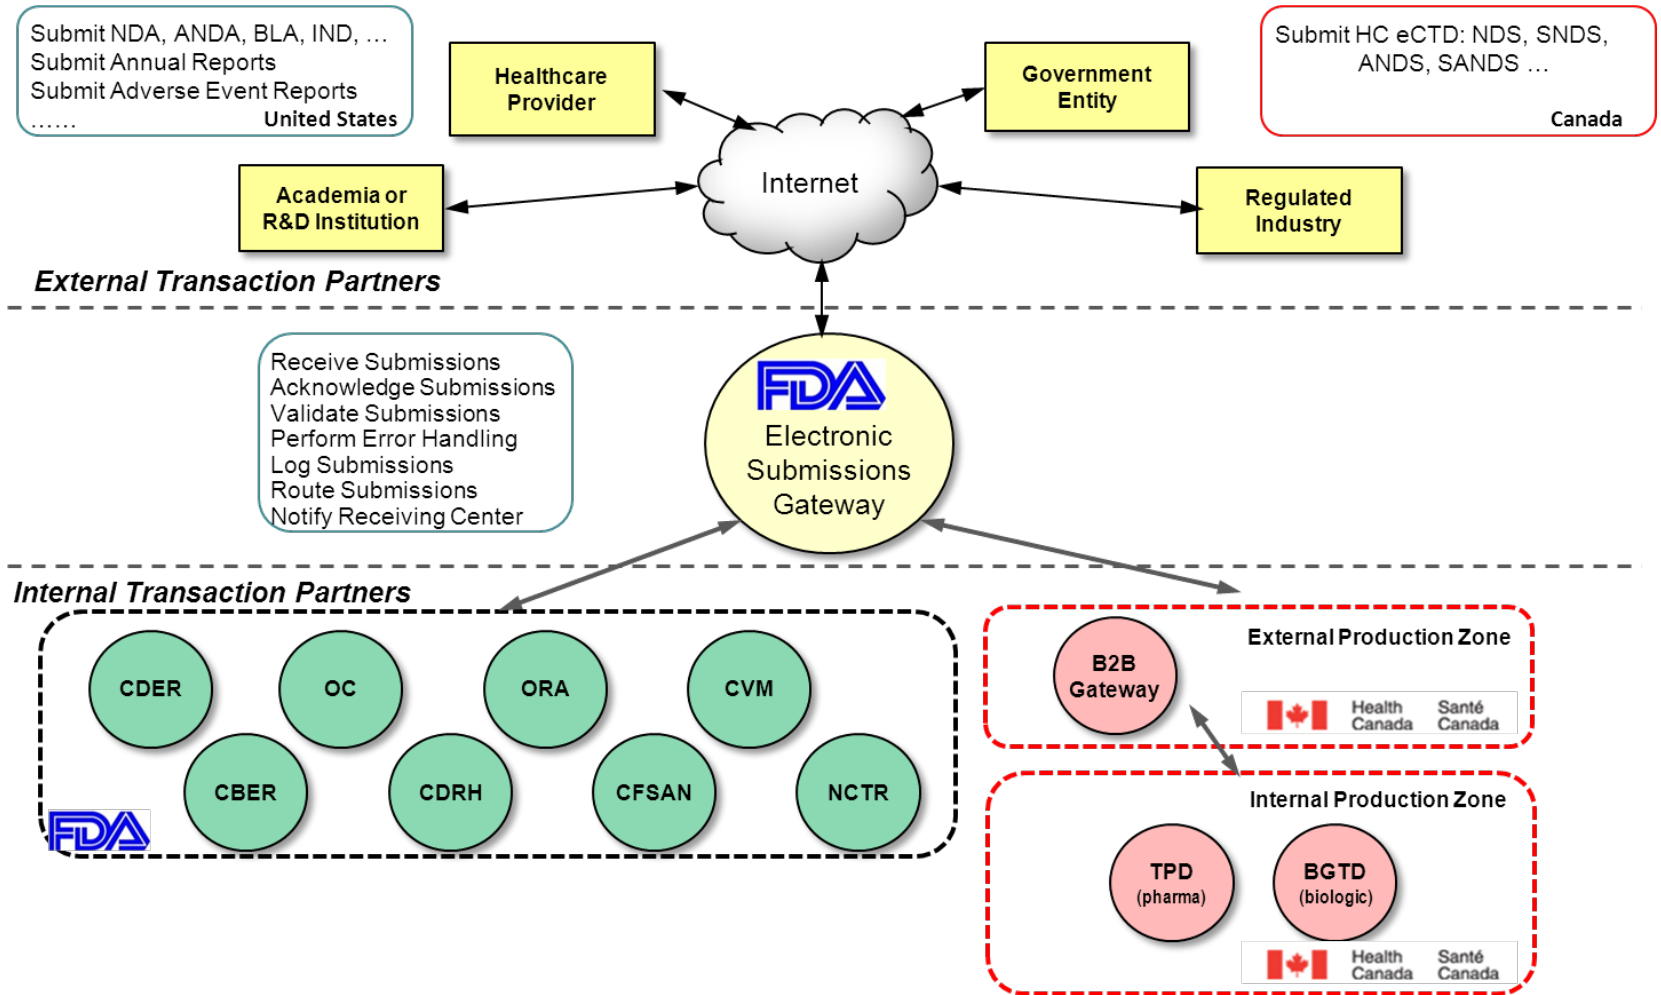 Submit NDA, ANDA, BLA, IND, ...
Submit Annual Reports
Submit Adverse Event Reports
......
United States
Healthcare
Provider
Government
Entity
Submit HC eCTD: NDS, SNDS,
ANDS, SANDS ...
Canada
Academia or
R&D Institution
Internet
Regulated
Industry
External Transaction Partners
Receive Submissions
Acknowledge Submissions
Validate Submissions
Perform Error Handling
Log Submissions
Route Submissions
Notify Receiving Center
FDA
Electronic
Submissions
Gateway
Internal Transaction Partners
CDER
OC
ORA
CVM
CBER
CDRH
CFSAN
NCTR
FDA
External Production Zone
B2B
Gateway
Health Santé
Canada Canada
Internal Production Zone
TPD
(pharma)
BGTD
(biologic)
Health Santé
Canada Canada